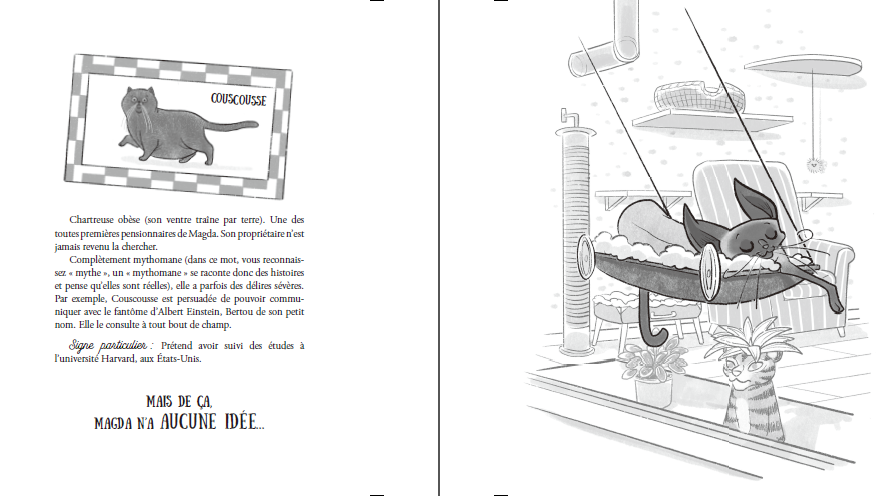 COUSCOUSSE
Chartreuse obèse (son ventre traîne par terre). Une des
toutes premières pensionnaires de Magda. Son propriétaire n'est
jamais revenu la chercher.
Complètement mythomane (dans ce mot, vous reconnais-
sez « mythe », un « mythomane » se raconte donc des histoires
et pense qu'elles sont réelles), elle a parfois des délires sévères.
Par exemple, Couscousse est persuadée de pouvoir commu-
niquer avec le fantôme d'Albert Einstein, Bertou de son petit
nom. Elle le consulte à tout bout de champ.
Signe particulier : Prétend avoir suivi des études à
l'université Harvard, aux États-Unis.
MAIS DE ÇA,
MAGDA N'A AUCUNE IDÉE...